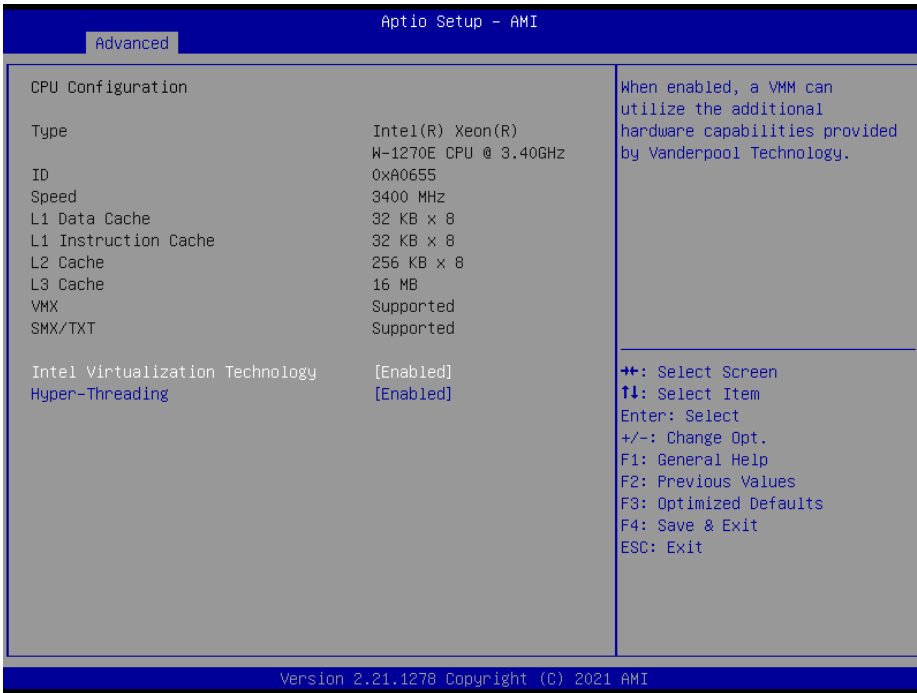 Aptio Setup – AMI
Advanced
CPU Configuration
Type Intel(R) Xeon(R)
W-1270E CPU @ 3.40GHz
ID 0xA0655
Speed 3400 MHz
L1 Data Cache 32 KB x 8
L1 Instruction Cache 32 KB x 8
L2 Cache 256 KB x 8
L3 Cache 16 MB
VMX Supported
SMX/TXT Supported
Intel Virtualization Technology [Enabled]
Hyper-Threading [Enabled]
When enabled, a VMM can
utilize the additional
hardware capabilities provided
by Vanderpool Technology.
→←: Select Screen
↑↓: Select Item
Enter: Select
+/-: Change Opt.
F1: General Help
F2: Previous Values
F3: Optimized Defaults
F4: Save & Exit
ESC: Exit
Version 2.21.1278 Copyright (C) 2021 AMI